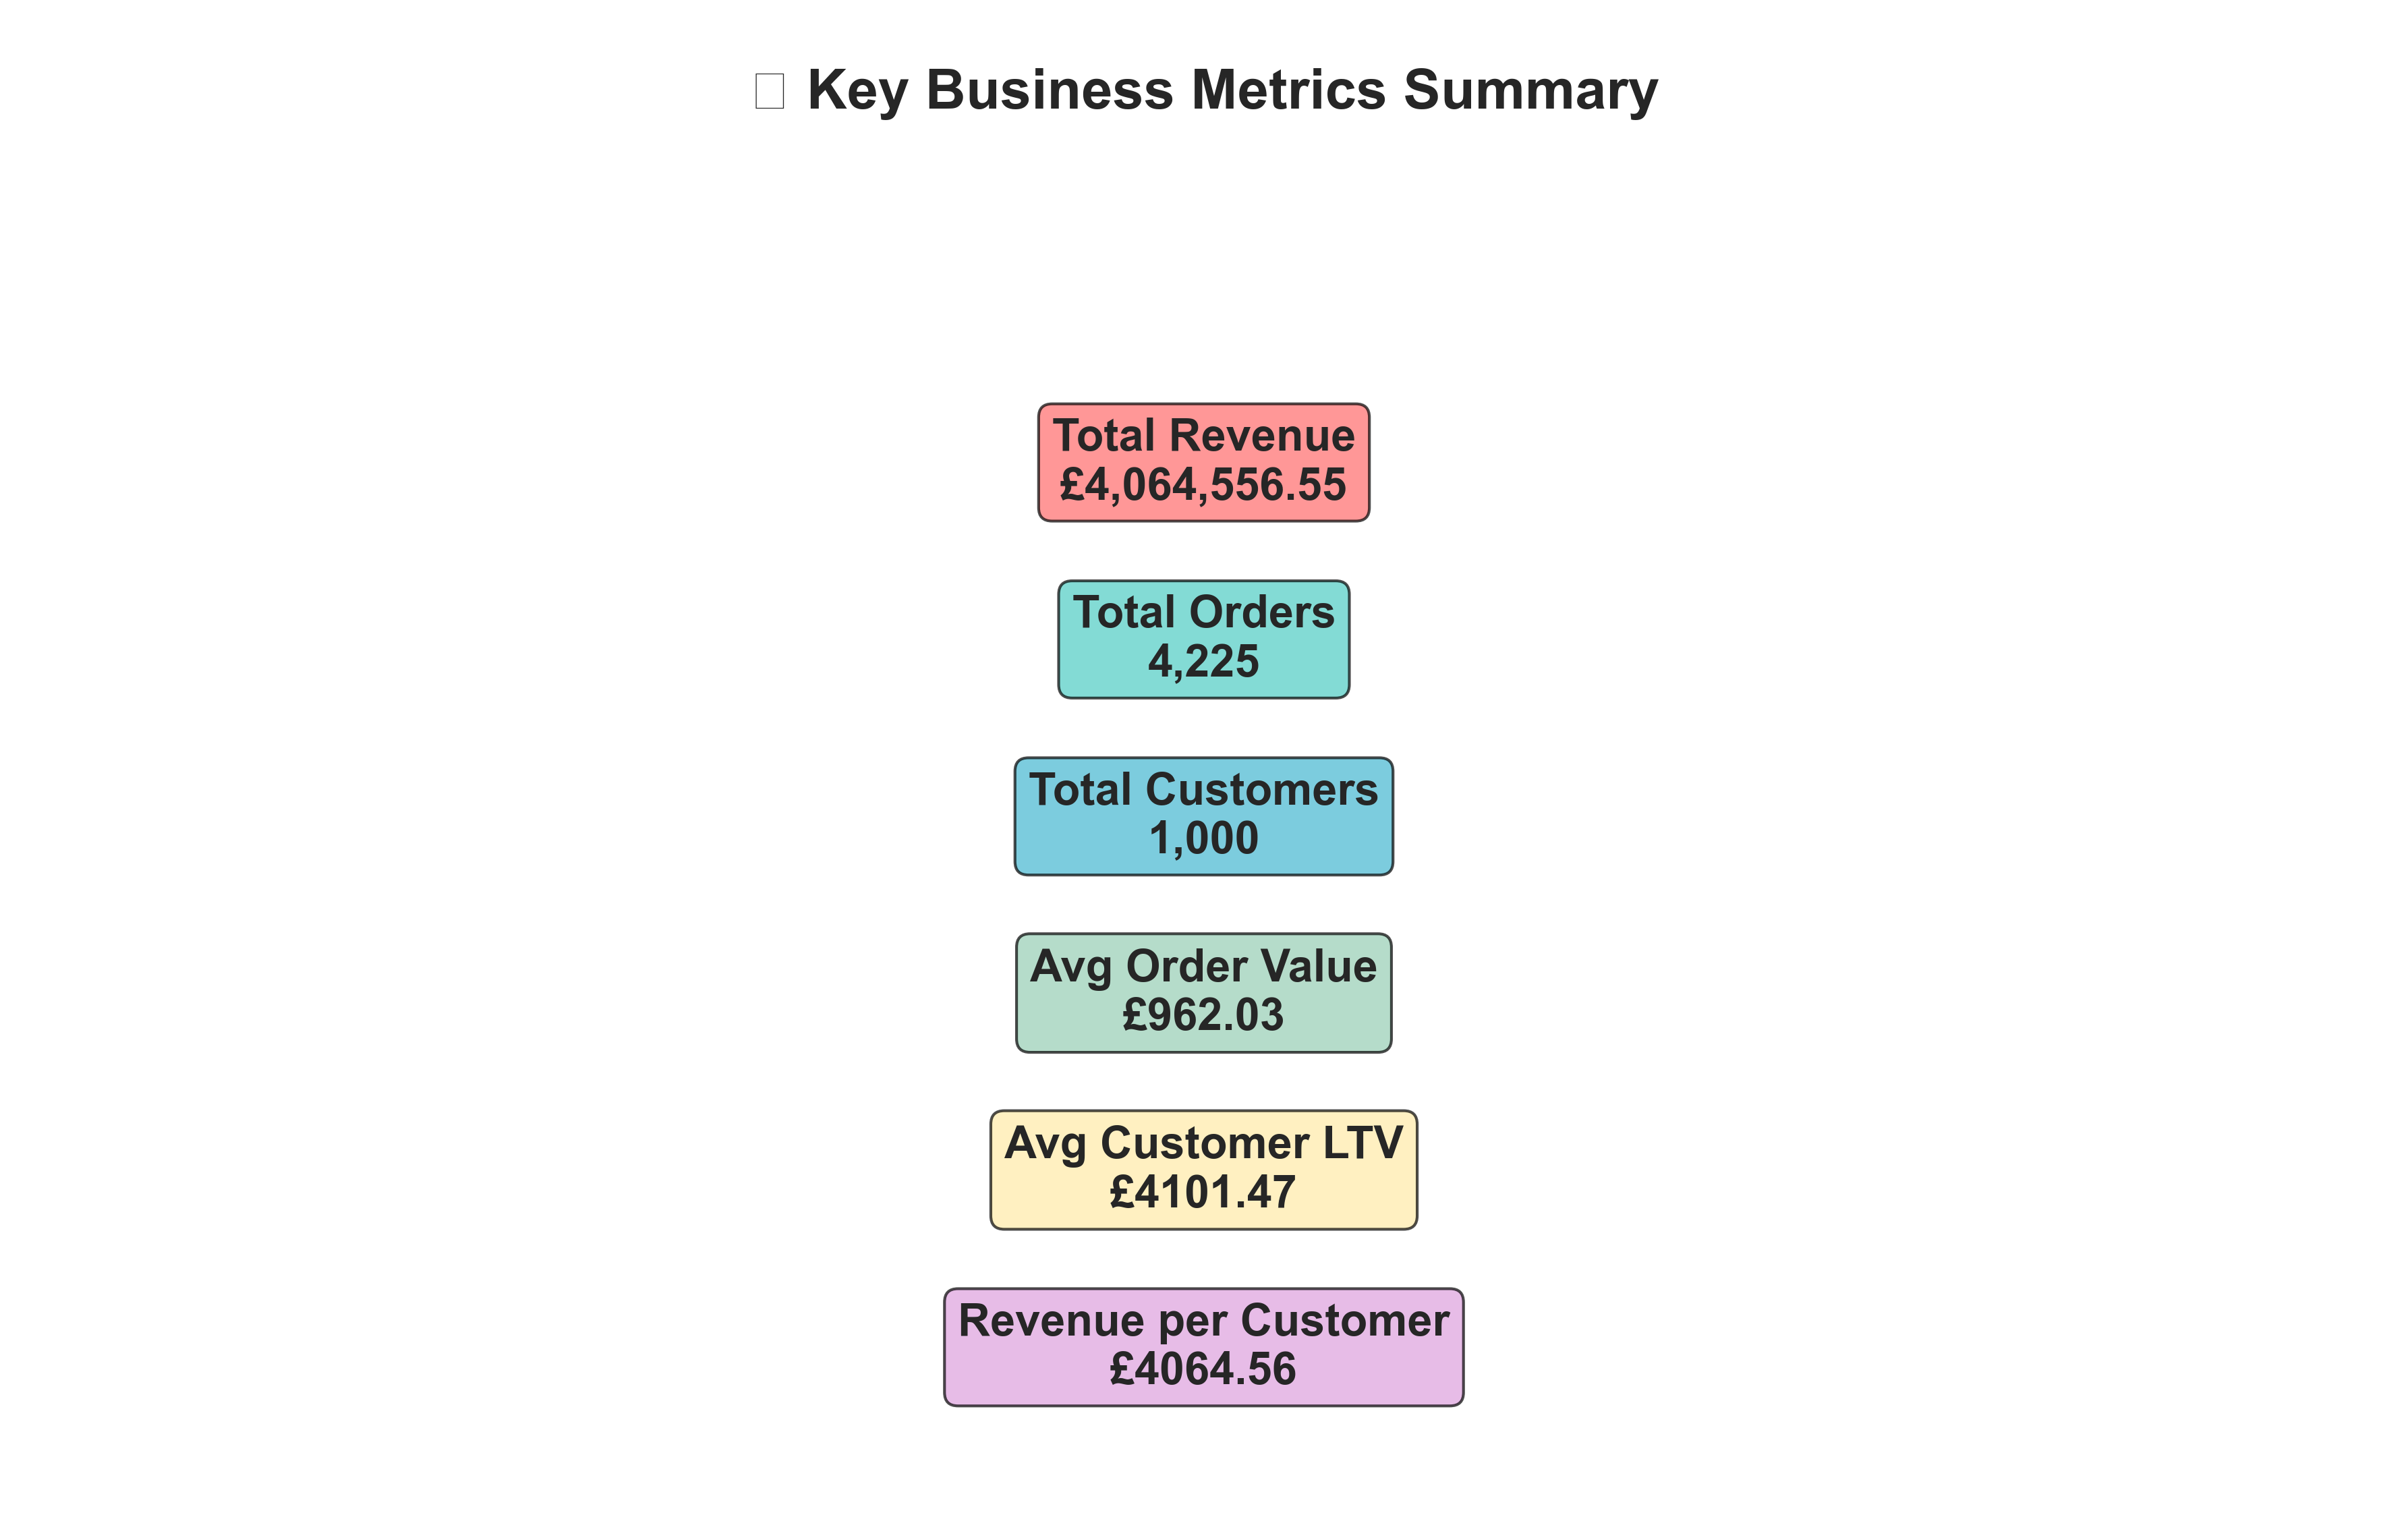 Key Business Metrics Summary
Total Revenue
£4,064,556.55
Total Orders
4,225
Total Customers
1,000
Avg Order Value
£962.03
Avg Customer LTV
£4101.47
Revenue per Customer
£4064.56